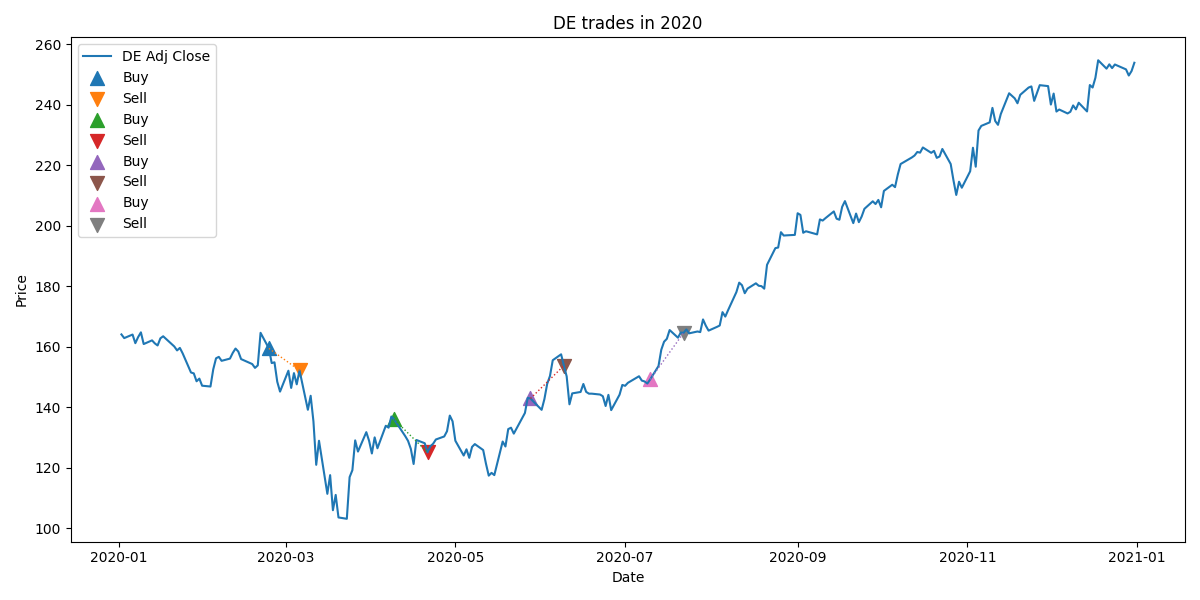 DE trades in 2020
260
240
220
200
180
160
140
120
100
Price
DE Adj Close
Buy
Sell
Buy
Sell
Buy
Sell
Buy
Sell
2020-01
2020-03
2020-05
2020-07
2020-09
2020-11
2021-01
Date